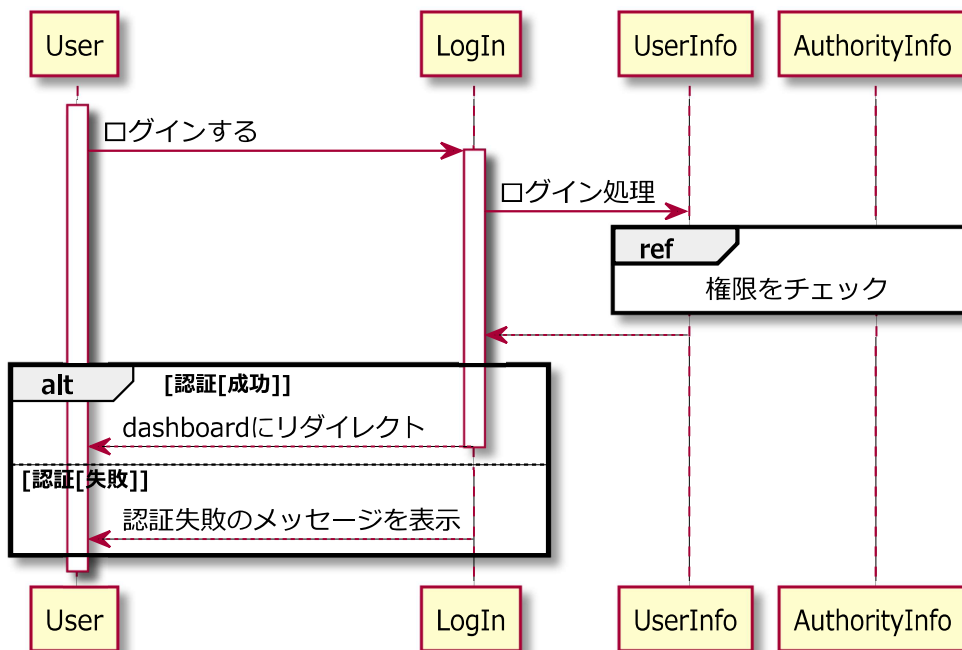 User
LogIn
UserInfo
AuthorityInfo
ログインする
ログイン処理
ref
権限をチェック
alt
[認証[成功]]
dashboardにリダイレクト
[認証[失敗]]
認証失敗のメッセージを表示
User
LogIn
UserInfo
AuthorityInfo